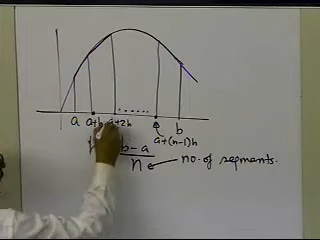 a a+h a+2h ...... a+(n-1)h b
b-a
n ← no. of segments.